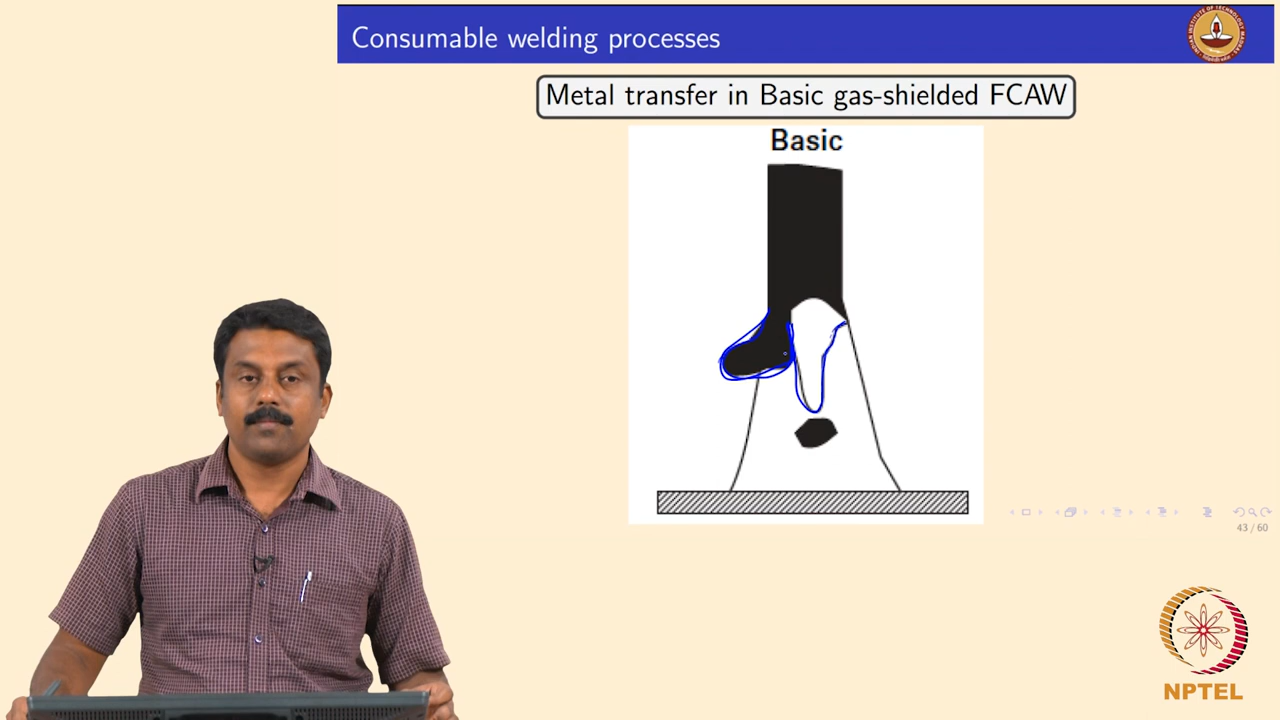 Consumable welding processes
Metal transfer in Basic gas-shielded FCAW
Basic
43 / 60
NPTEL